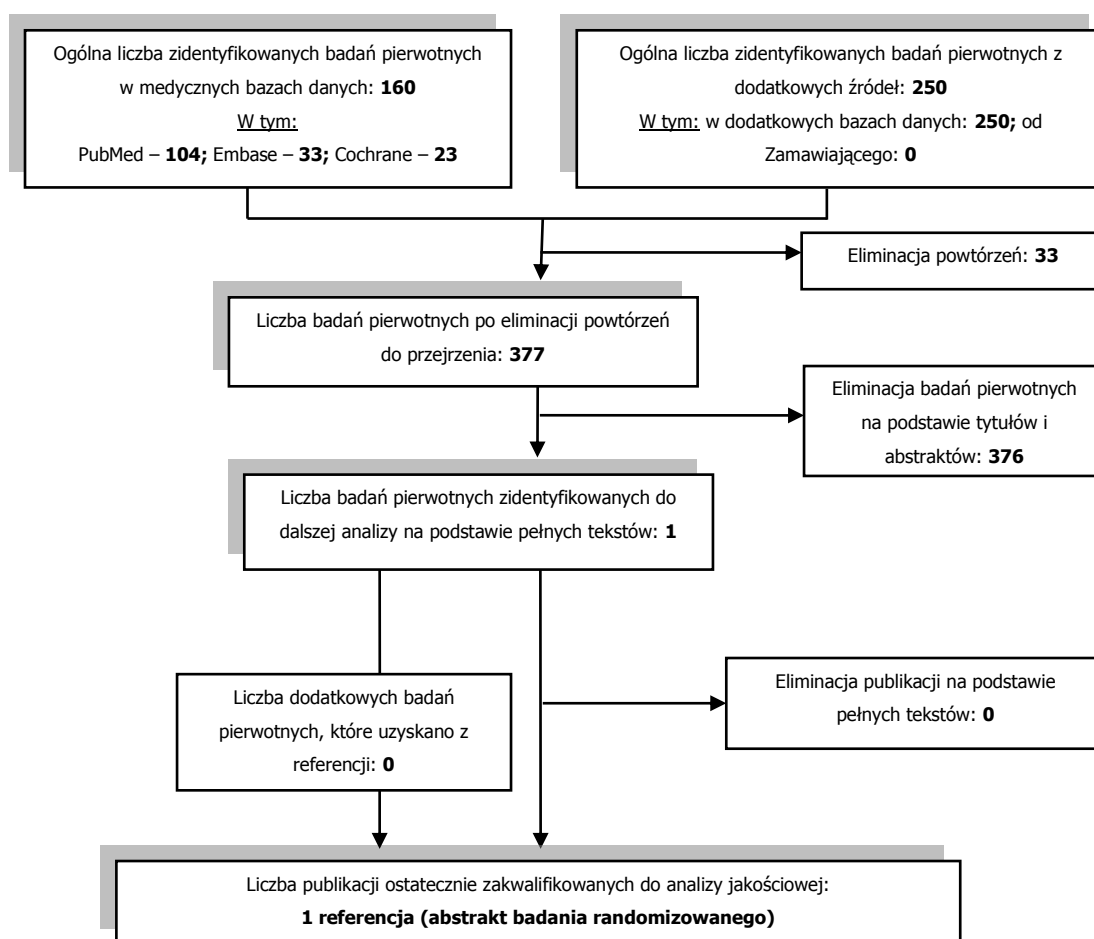 Ogólna liczba zidentyfikowanych badań pierwotnych
w medycznych bazach danych: 160
W tym:
PubMed – 104; Embase – 33; Cochrane – 23
Ogólna liczba zidentyfikowanych badań pierwotnych z
dodatkowych źródeł: 250
W tym: w dodatkowych bazach danych: 250; od
Zamawiającego: 0
Eliminacja powtórzeń: 33
Liczba badań pierwotnych po eliminacji powtórzeń
do przejrzenia: 377
Eliminacja badań pierwotnych
na podstawie tytułów i
abstraktów: 376
Liczba badań pierwotnych zidentyfikowanych do
dalszej analizy na podstawie pełnych tekstów: 1
Liczba dodatkowych badań
pierwotnych, które uzyskano z
referencji: 0
Eliminacja publikacji na podstawie
pełnych tekstów: 0
Liczba publikacji ostatecznie zakwalifikowanych do analizy jakościowej:
1 referencja (abstrakt badania randomizowanego)